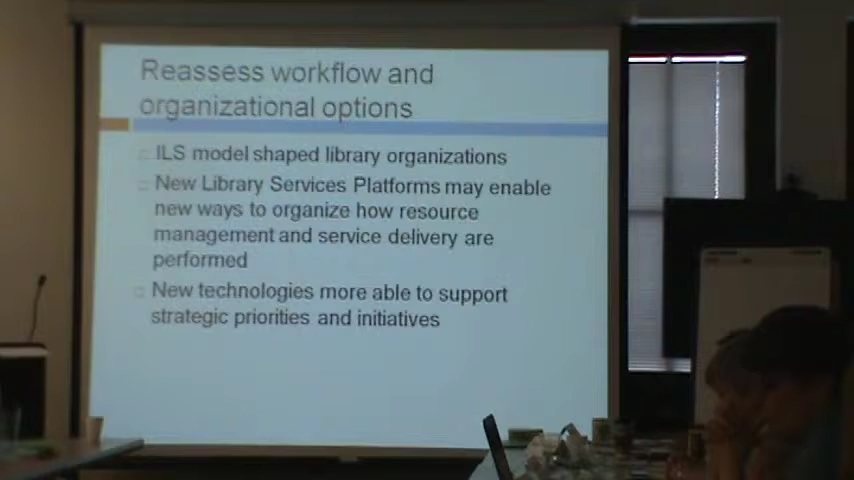 Reassess workflow and
organizational options
ILS model shaped library organizations
New Library Services Platforms may enable
new ways to organize how resource
management and service delivery are
performed
New technologies more able to support
strategic priorities and initiatives